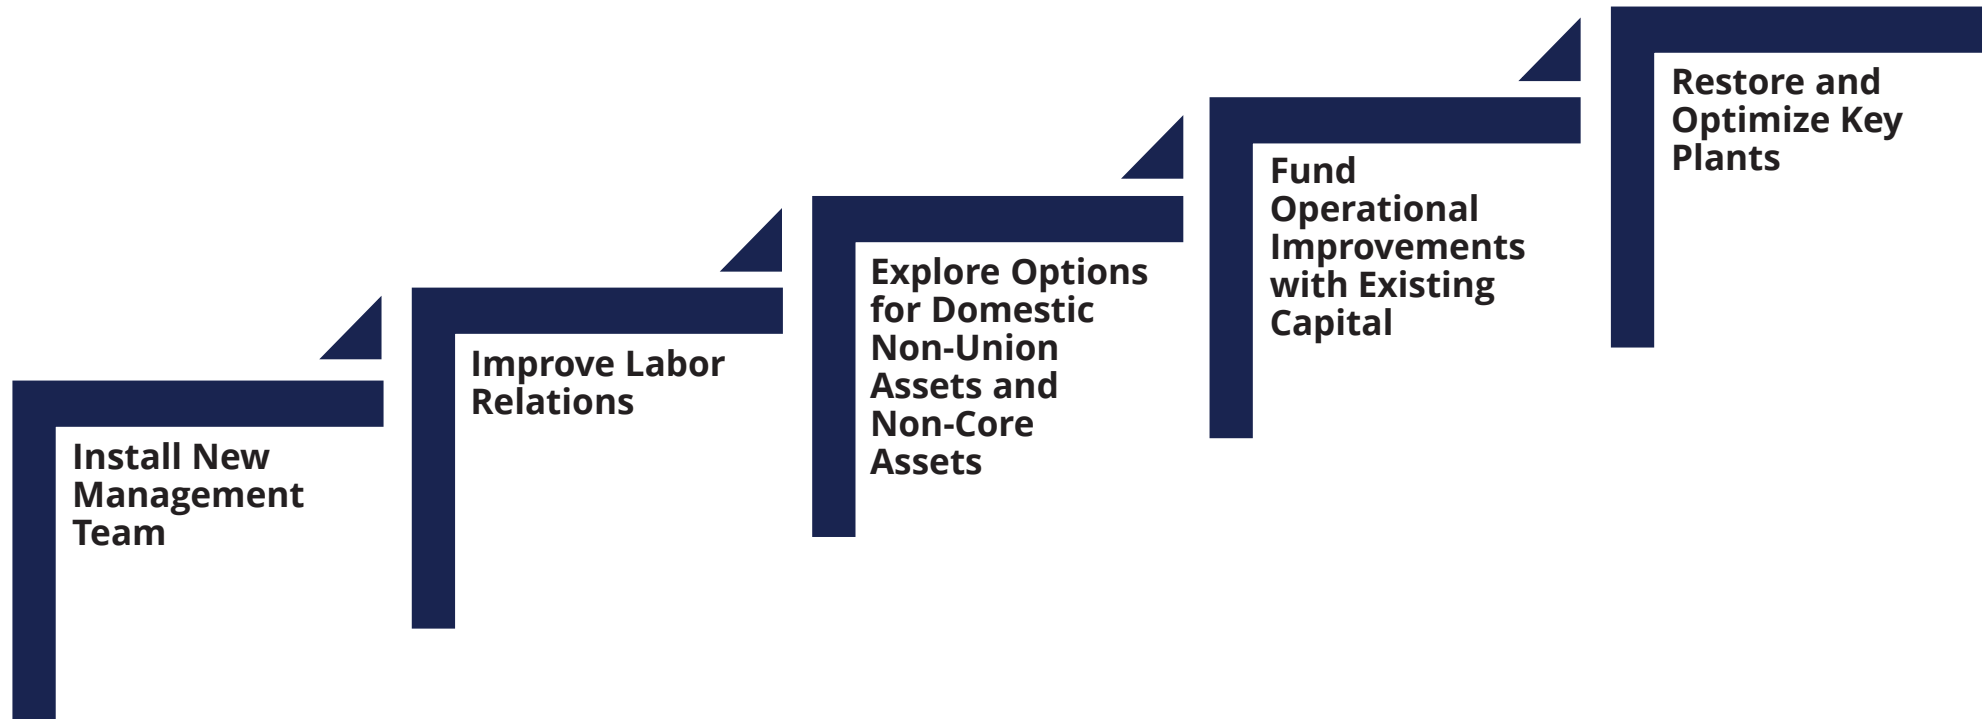 Install New
Management
Team
Improve Labor
Relations
Explore Options
for Domestic
Non-Union
Assets and
Non-Core
Assets
Fund
Operational
Improvements
with Existing
Capital
Restore and
Optimize Key
Plants